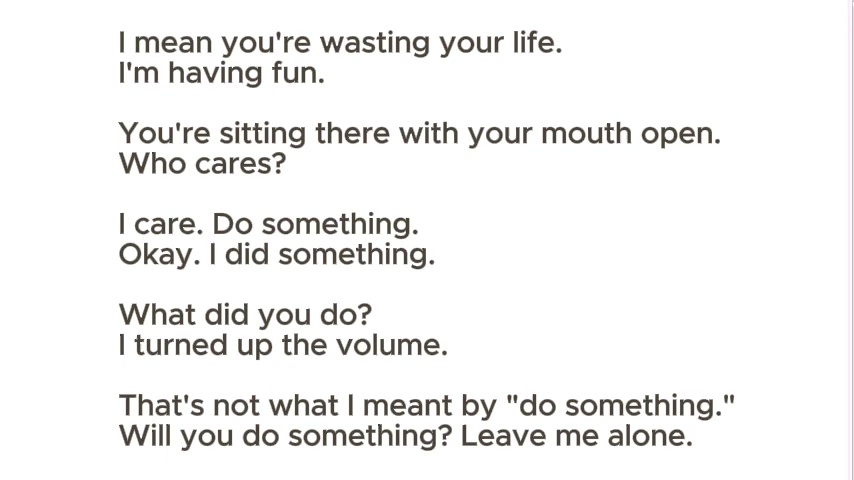 I mean you're wasting your life.
I'm having fun.
You're sitting there with your mouth open.
Who cares?
I care. Do something.
Okay. I did something.
What did you do?
I turned up the volume.
That's not what I meant by "do something."
Will you do something? Leave me alone.